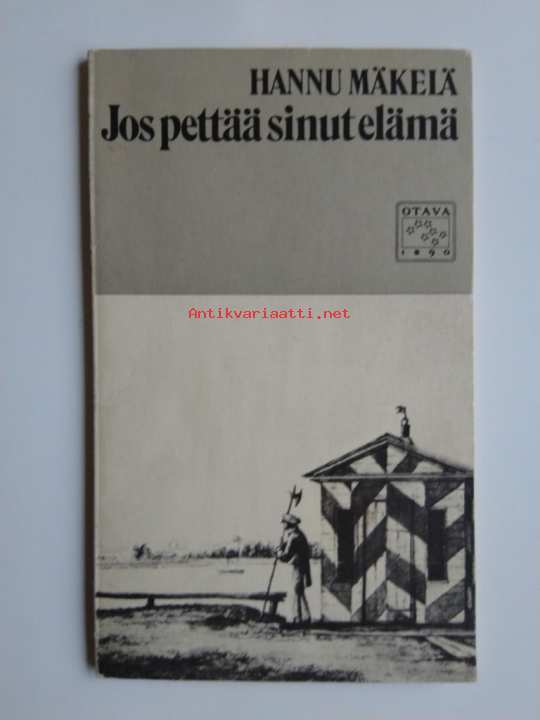 HANNU MÄKELÄ
Jos pettää sinut elämä
OTAVA
1890
Antikvariaatti.net